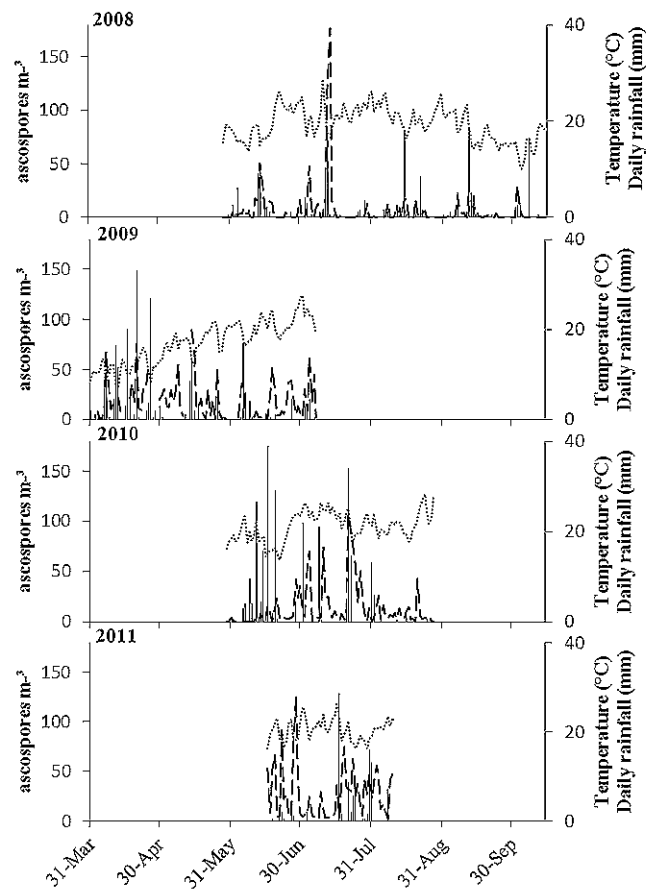 2008
ascospores m-³
150
100
50
0
40
20
0
Temperature (°C)
Daily rainfall (mm)
2009
ascospores m-³
150
100
50
0
40
20
0
Temperature (°C)
Daily rainfall (mm)
2010
ascospores m-³
150
100
50
0
40
20
0
Temperature (°C)
Daily rainfall (mm)
2011
ascospores m-³
150
100
50
0
40
20
0
Temperature (°C)
Daily rainfall (mm)
31-Mar
30-Apr
31-May
30-Jun
31-Jul
31-Aug
30-Sep